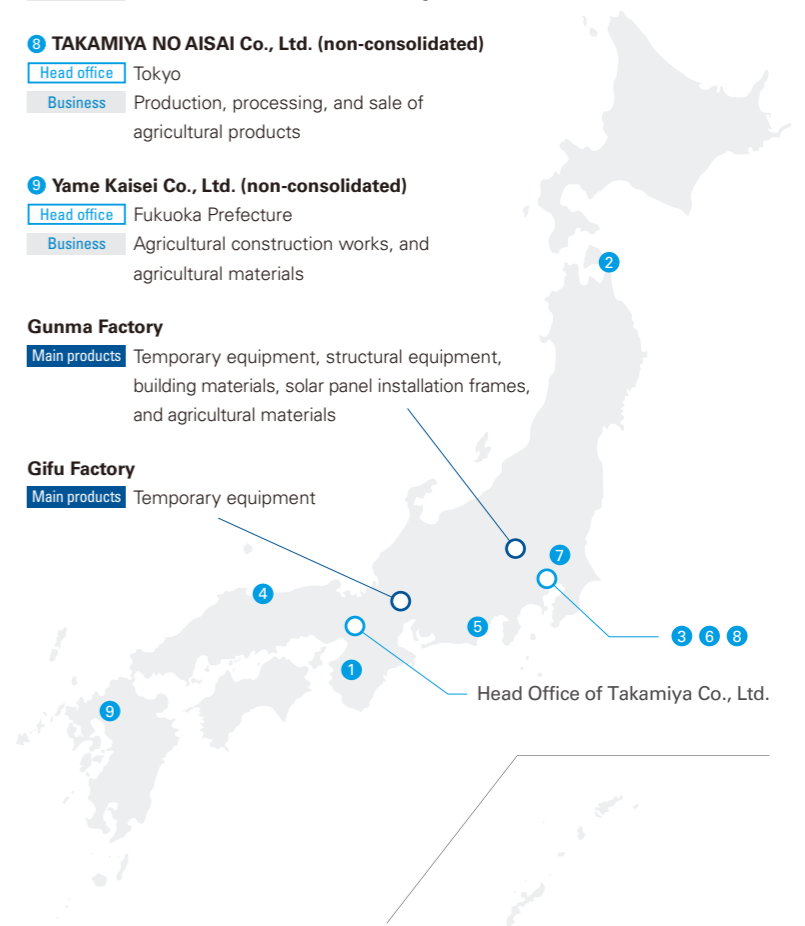 8 TAKAMIYA NO AISAI Co., Ltd. (non-consolidated)
Head office Tokyo
Business Production, processing, and sale of
agricultural products
9 Yame Kaisei Co., Ltd. (non-consolidated)
Head office Fukuoka Prefecture
Business Agricultural construction works, and
agricultural materials
Gunma Factory
Main products Temporary equipment, structural equipment,
building materials, solar panel installation frames,
and agricultural materials
Gifu Factory
Main products Temporary equipment
2
7
4
5
3 6 8
1
Head Office of Takamiya Co., Ltd.
9